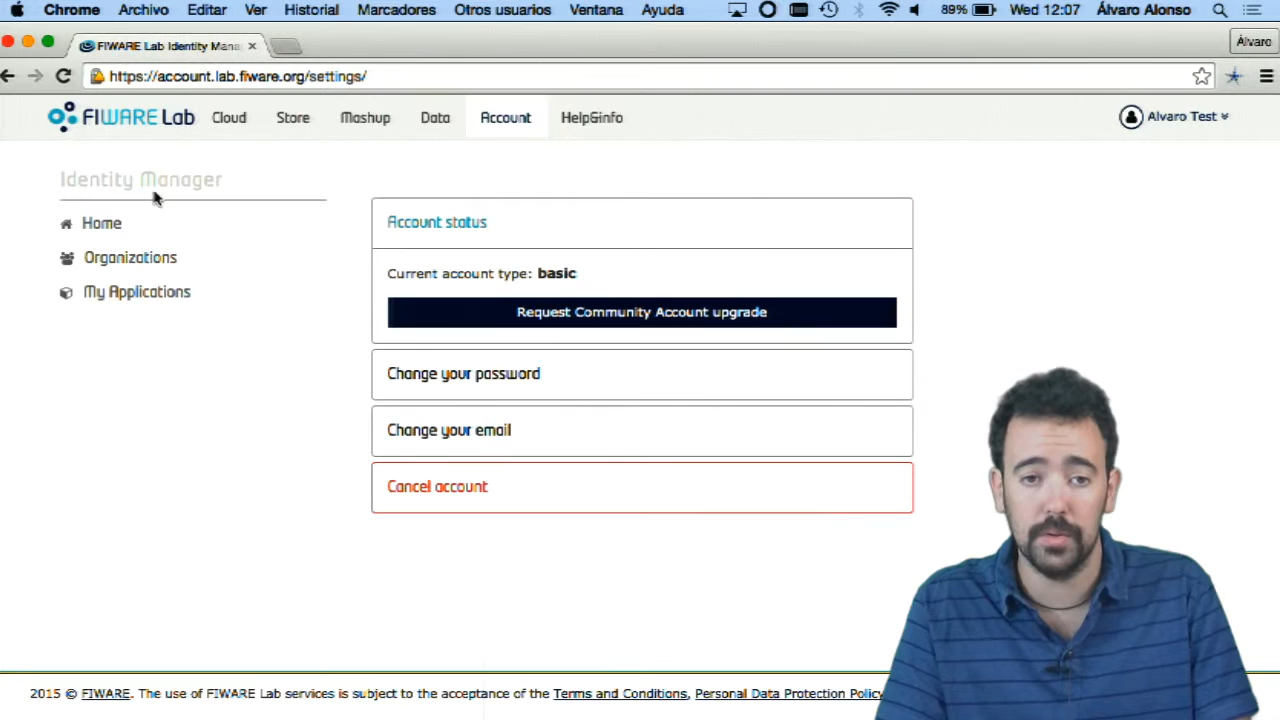 Chrome Archivo Editar Ver Historial Marcadores Otros usuarios Ventana Ayuda 89% Wed 12:07 Álvaro Alonso
FIWARE Lab Identity Mana Álvaro
https://account.lab.fiware.org/settings/
FIWARE Lab Cloud Store Mashup Data Account Help&info Alvaro Test
Identity Manager
Home
Organizations
My Applications
Account status
Current account type: basic
Request Community Account upgrade
Change your password
Change your email
Cancel account
2015 © FIWARE. The use of FIWARE Lab services is subject to the acceptance of the Terms and Conditions, Personal Data Protection Policy